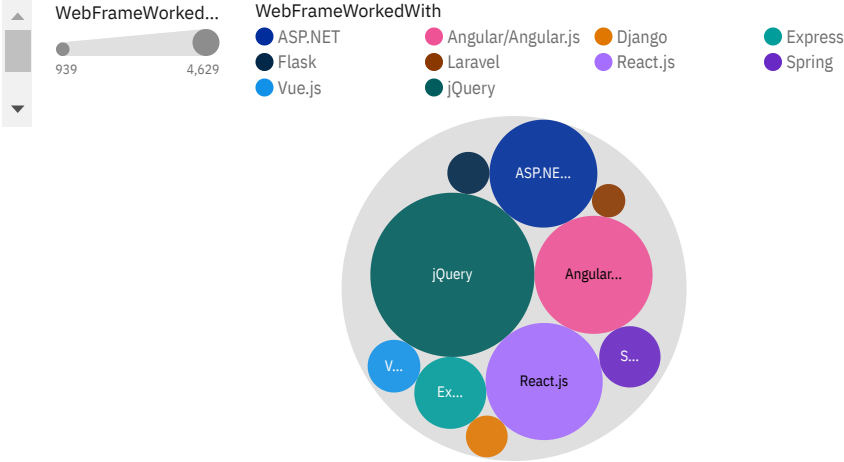 WebFrameWorked...
939 4,629
WebFrameWorkedWith
ASP.NET Angular/Angular.js Django Express
Flask Laravel React.js Spring
Vue.js jQuery
ASP.NE...
jQuery Angular...
S...
V...
React.js
Ex...